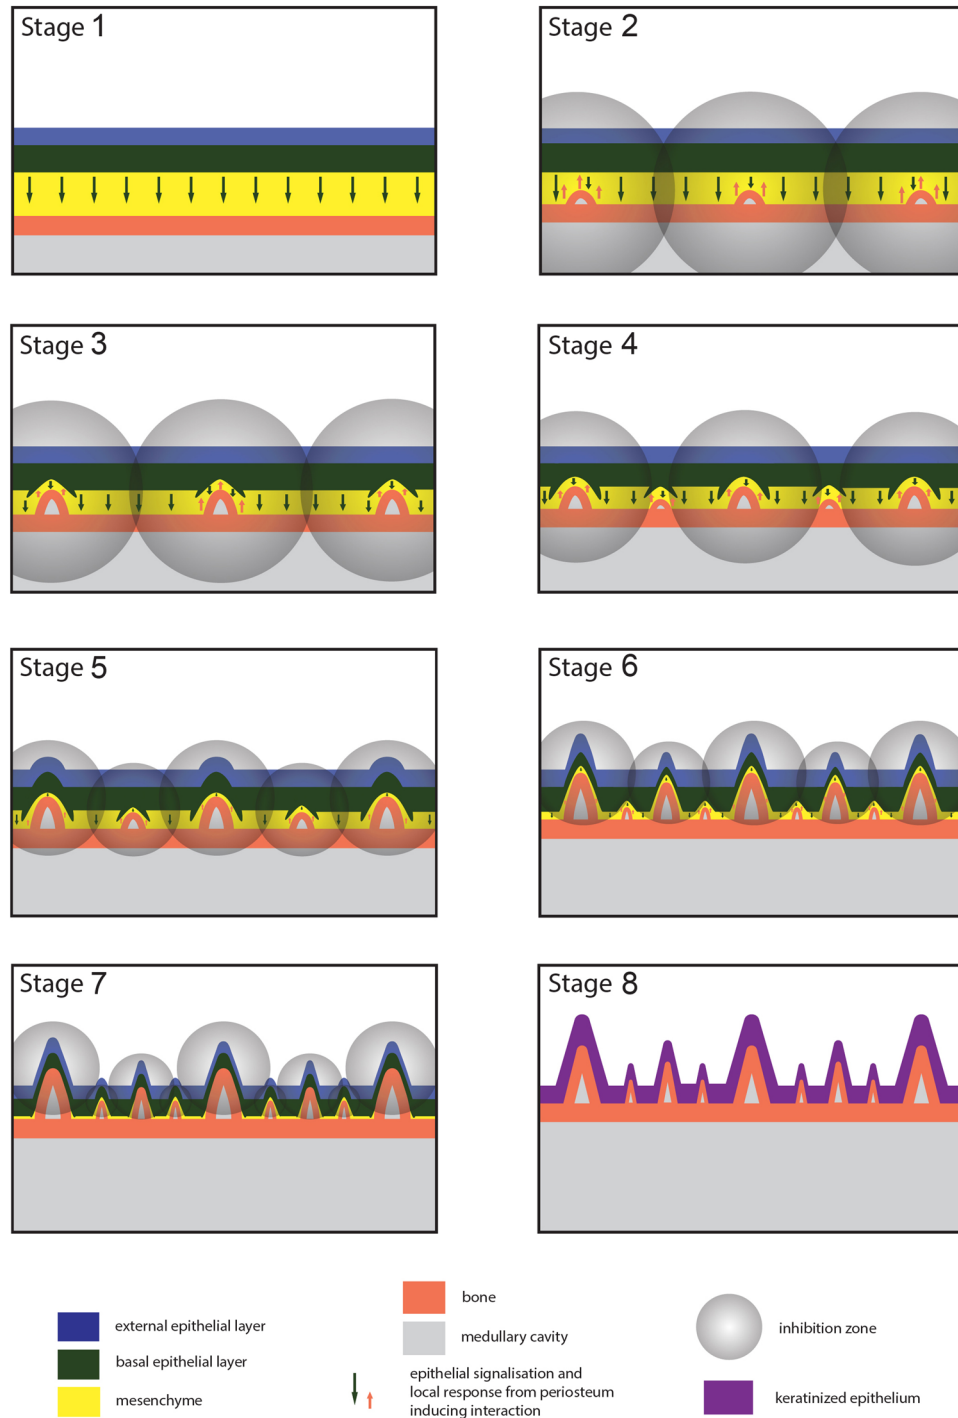 Stage 1
Stage 2
Stage 3
Stage 4
Stage 5
Stage 6
Stage 7
Stage 8
external epithelial layer
basal epithelial layer
mesenchyme
bone
medullary cavity
epithelial signalisation and
local response from periosteum
inducing interaction
inhibition zone
keratinized epithelium